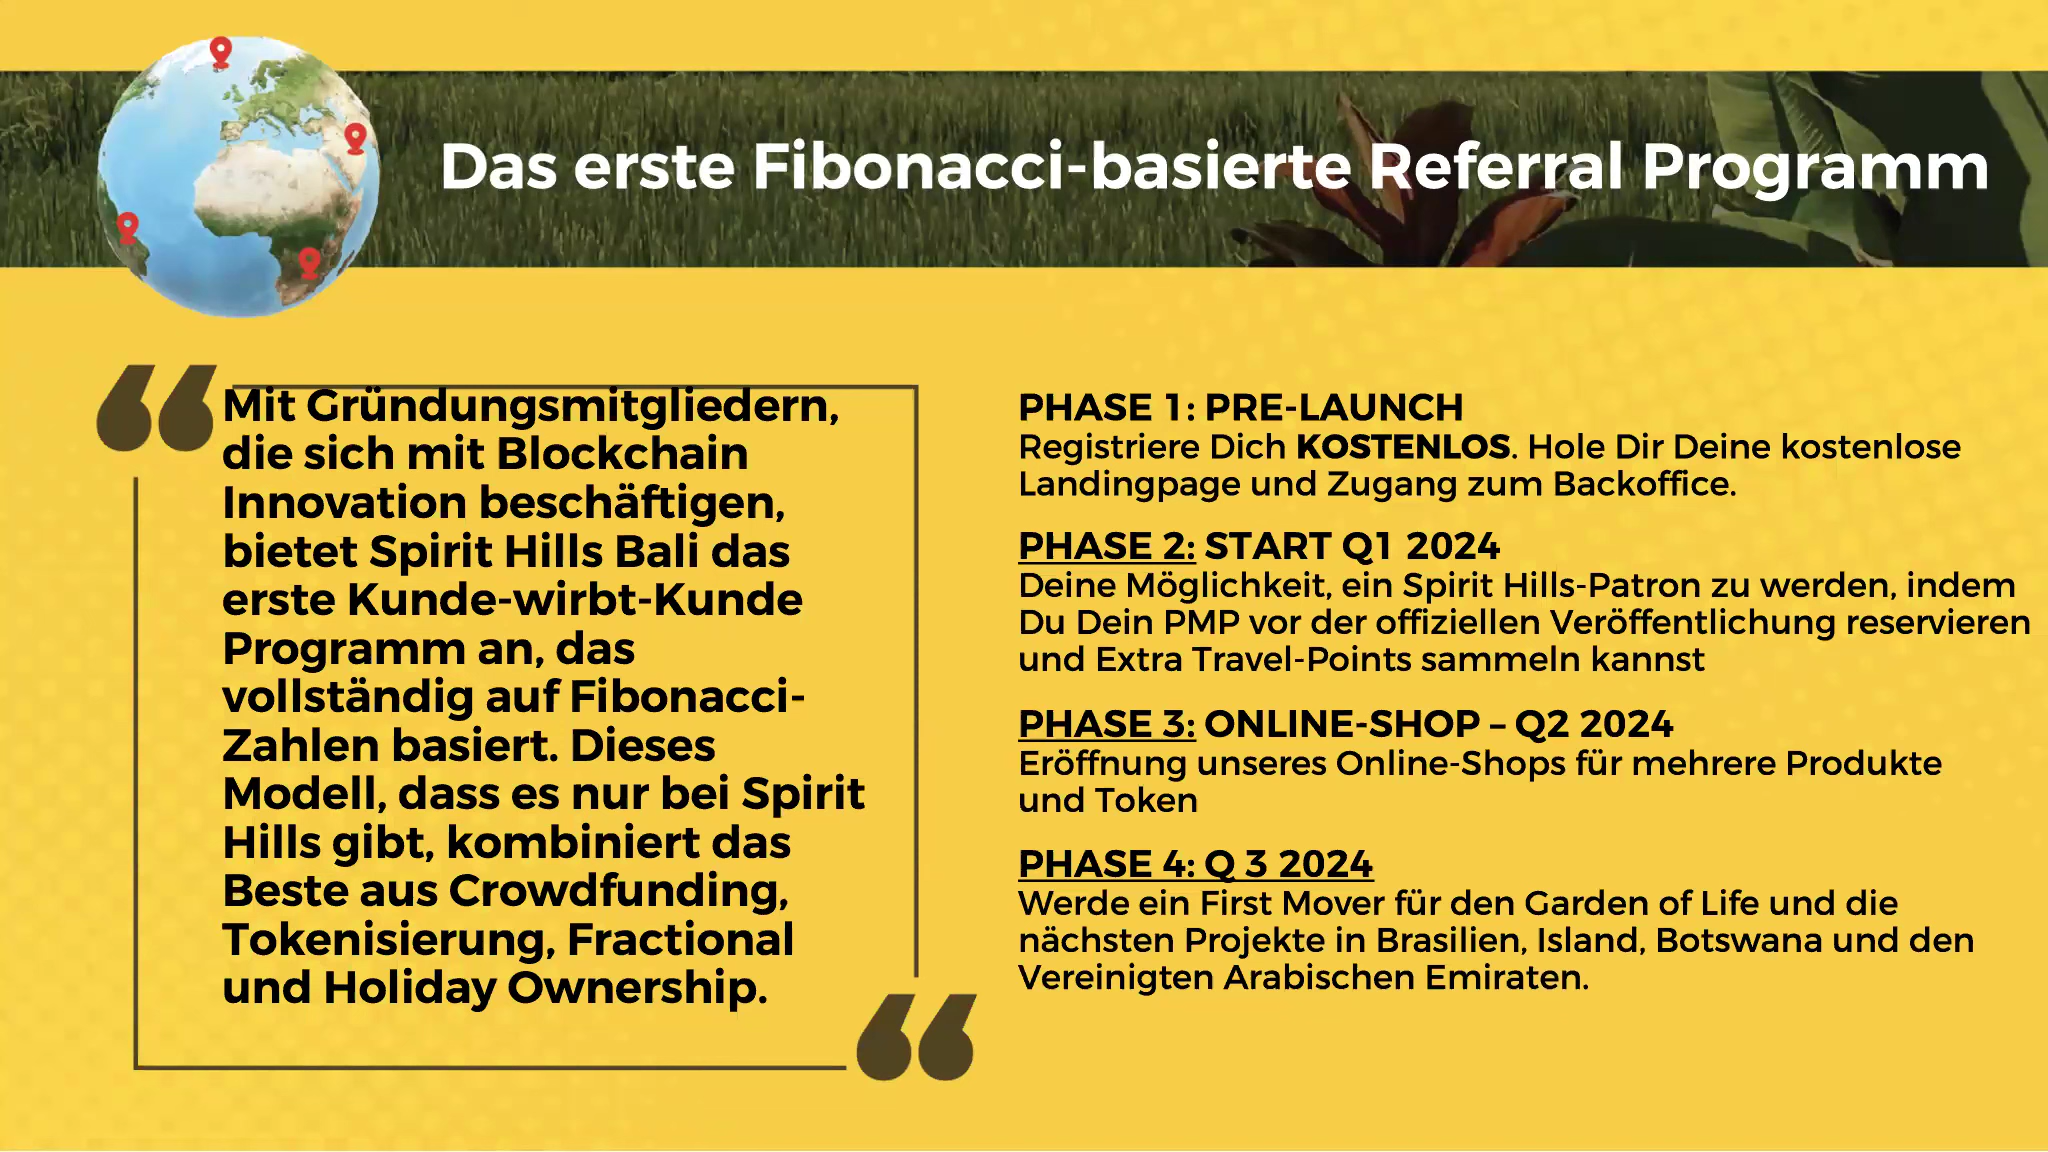 Das erste Fibonacci-basierte Referral Programm
Mit Gründungsmitgliedern,
die sich mit Blockchain
Innovation beschäftigen,
bietet Spirit Hills Bali das
erste Kunde-wirbt-Kunde
Programm an, das
vollständig auf Fibonacci-
Zahlen basiert. Dieses
Modell, dass es nur bei Spirit
Hills gibt, kombiniert das
Beste aus Crowdfunding,
Tokenisierung, Fractional
und Holiday Ownership.
PHASE 1: PRE-LAUNCH
Registriere Dich KOSTENLOS. Hole Dir Deine kostenlose
Landingpage und Zugang zum Backoffice.
PHASE 2: START Q1 2024
Deine Möglichkeit, ein Spirit Hills-Patron zu werden, indem
Du Dein PMP vor der offiziellen Veröffentlichung reservieren
und Extra Travel-Points sammeln kannst
PHASE 3: ONLINE-SHOP – Q2 2024
Eröffnung unseres Online-Shops für mehrere Produkte
und Token
PHASE 4: Q 3 2024
Werde ein First Mover für den Garden of Life und die
nächsten Projekte in Brasilien, Island, Botswana und den
Vereinigten Arabischen Emiraten.